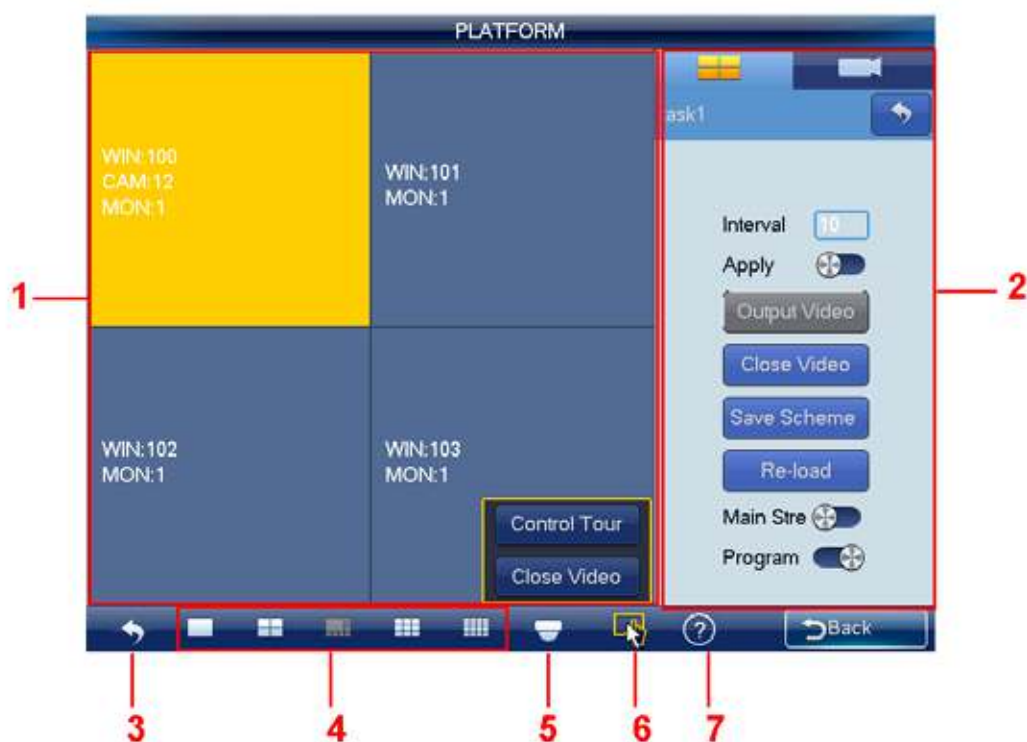 PLATFORM
WIN:100
CAM:12
MON:1
WIN:101
MON:1
WIN:102
MON:1
WIN:103
MON:1
Control Tour
Close Video
ask1
Interval 10
Apply
Output Video
Close Video
Save Scheme
Re-load
Main Stre
Program
?
Back
1
2
3
4
5
6
7